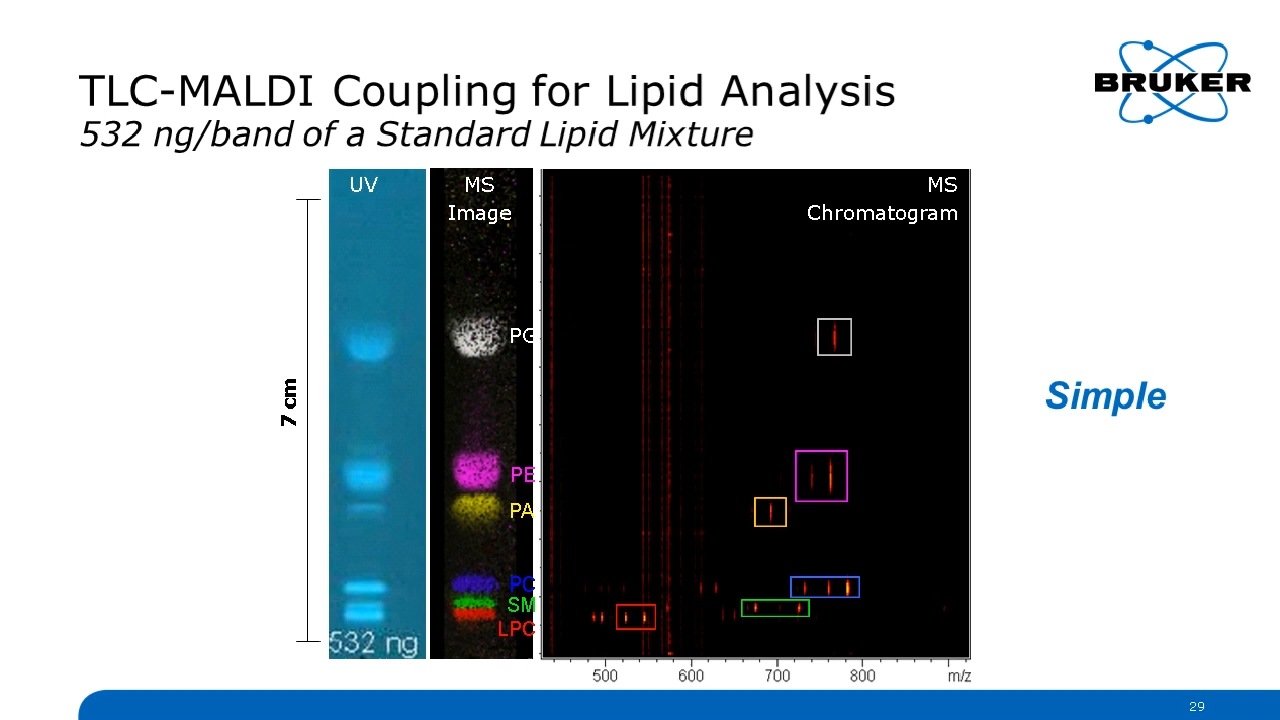 TLC-MALDI Coupling for Lipid Analysis
532 ng/band of a Standard Lipid Mixture
BRUKER
UV
MS
Image
MS
Chromatogram
7 cm
PG
PE
PA
PC
SM
LPC
532 ng
Simple
500 600 700 800 m/z
29